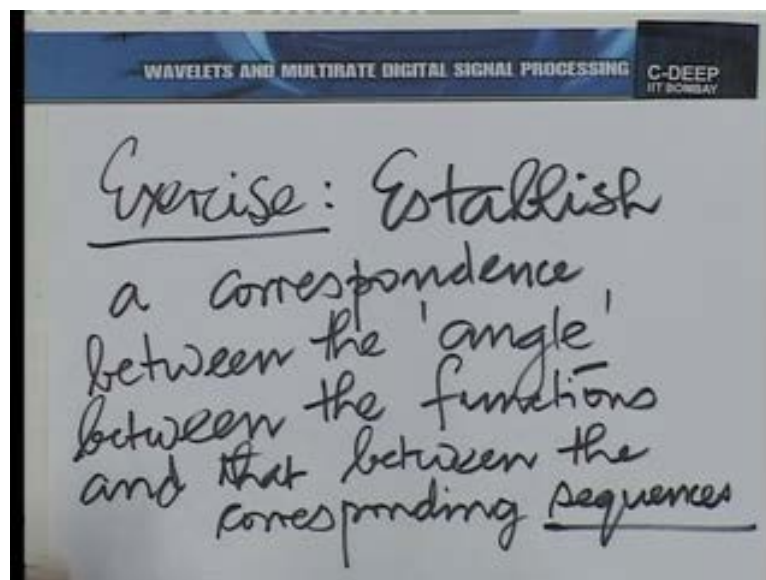 WAVELETS AND MULTIRATE DIGITAL SIGNAL PROCESSING
C-DEEP
IIT BOMBAY
Exercise: Establish
a correspondence
between the 'angle'
between the functions
and that between the
corresponding sequences